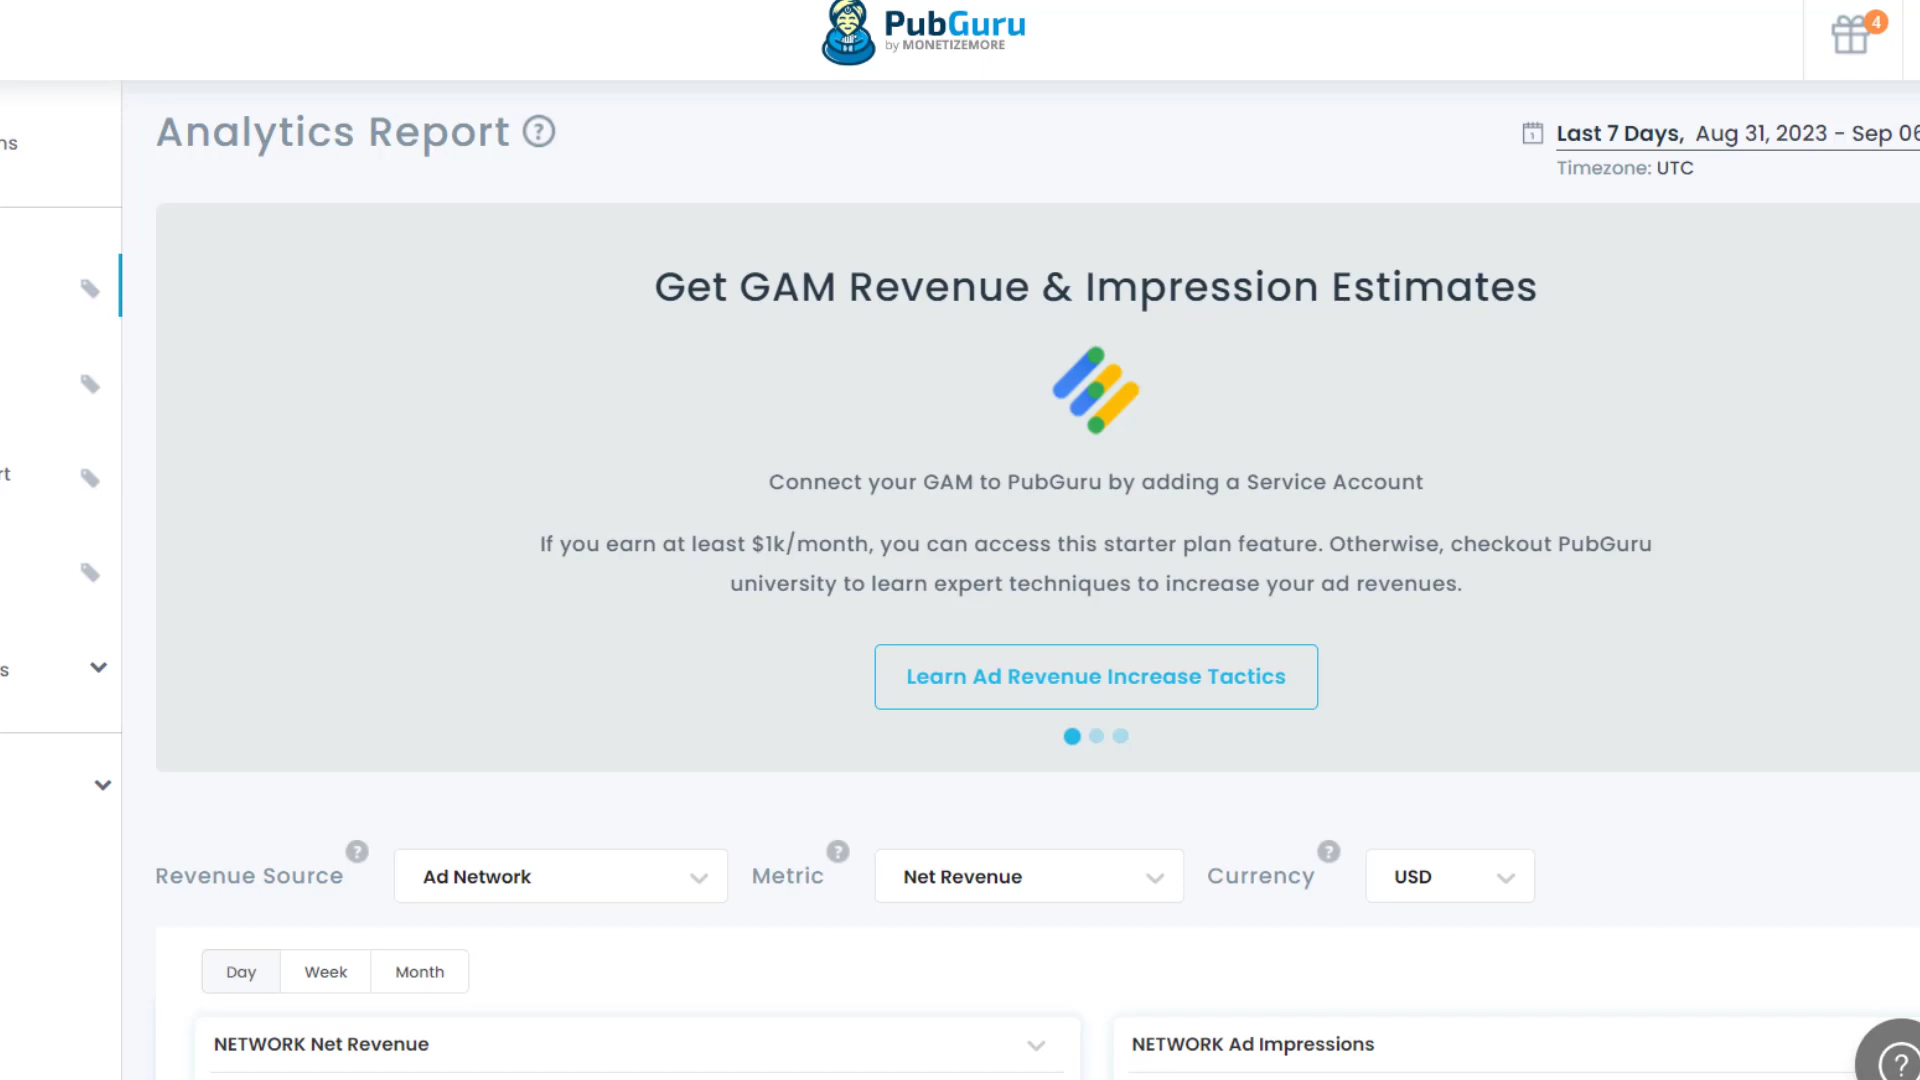 PubGuru
by MONETIZEMORE
4
ns
Analytics Report ?
1
Last 7 Days, Aug 31, 2023 - Sep 06
Timezone: UTC
Get GAM Revenue & Impression Estimates
Connect your GAM to PubGuru by adding a Service Account
rt
If you earn at least $1k/month, you can access this starter plan feature. Otherwise, checkout PubGuru
university to learn expert techniques to increase your ad revenues.
s
Learn Ad Revenue Increase Tactics
Revenue Source ? Ad Network Metric ? Net Revenue Currency ? USD
Day Week Month
NETWORK Net Revenue
NETWORK Ad Impressions
?